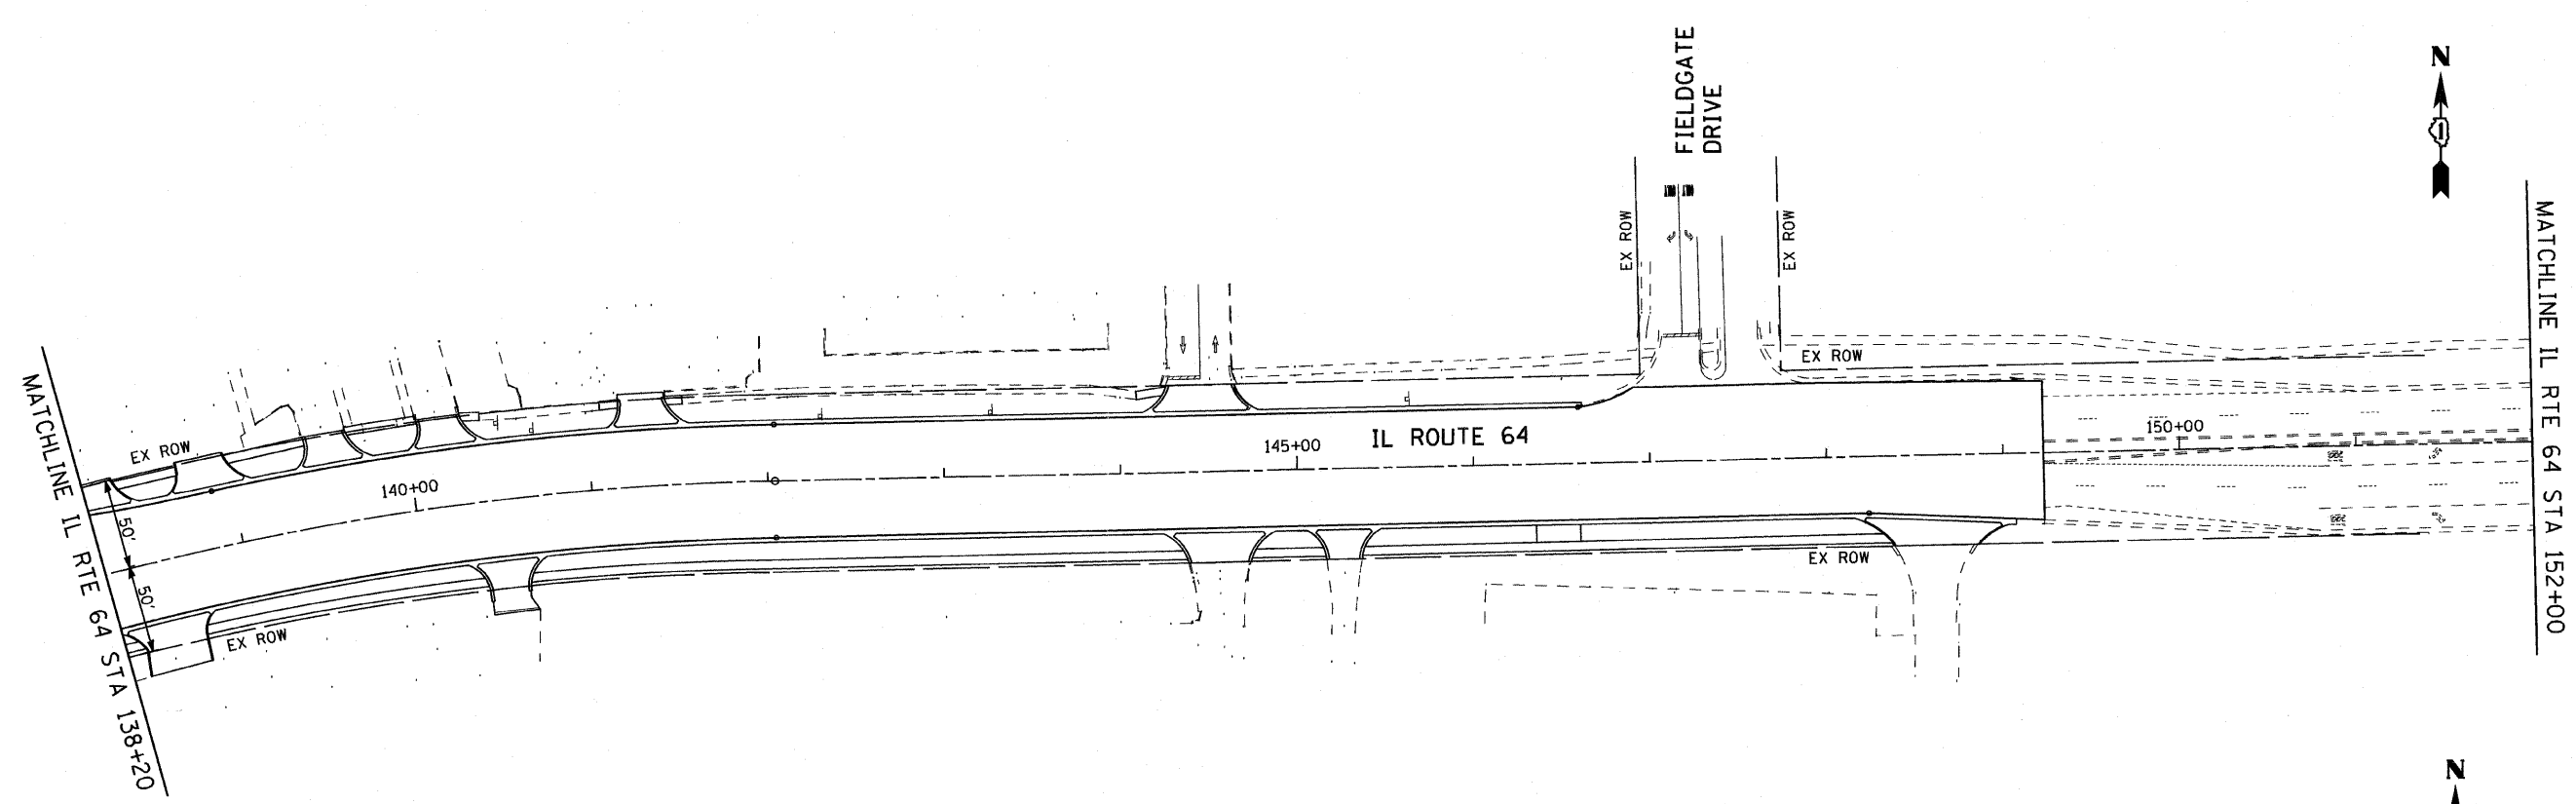 FIELDGATE
DRIVE
N
1
MATCHLINE IL RTE 64 STA 138+20
MATCHLINE IL RTE 64 STA 152+00
EX ROW
EX ROW
EX ROW
EX ROW
50'
50'
140+00
145+00
IL ROUTE 64
150+00
EX ROW
EX ROW
N